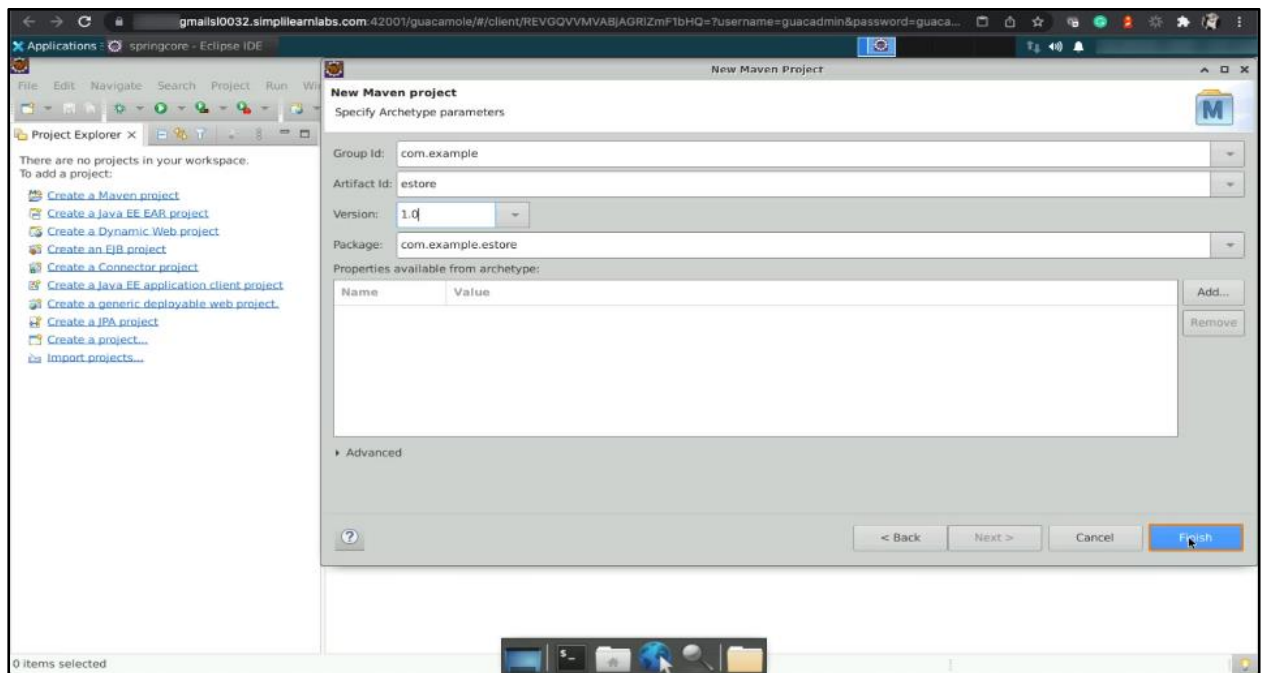 gmailsl0032.simplilearnlabs.com:42001/guacamole/#/client/REVGQVVMVABjAGRlZmF1bHQ=?username=guacadmin&password=guaca...
Applications : springcore - Eclipse IDE
New Maven Project
File Edit Navigate Search Project Run
New Maven project
Specify Archetype parameters
M
Project Explorer
There are no projects in your workspace.
To add a project:
Create a Maven project
Create a Java EE EAR project
Create a Dynamic Web project
Create an EJB project
Create a Connector project
Create a Java EE application client project
Create a generic deployable web project.
Create a JPA project
Create a project...
Import projects...
Group Id: com.example
Artifact Id: estore
Version: 1.0
Package: com.example.estore
Properties available from archetype:
Name Value
Add...
Remove
Advanced
?
< Back Next > Cancel Finish
$_
0 items selected